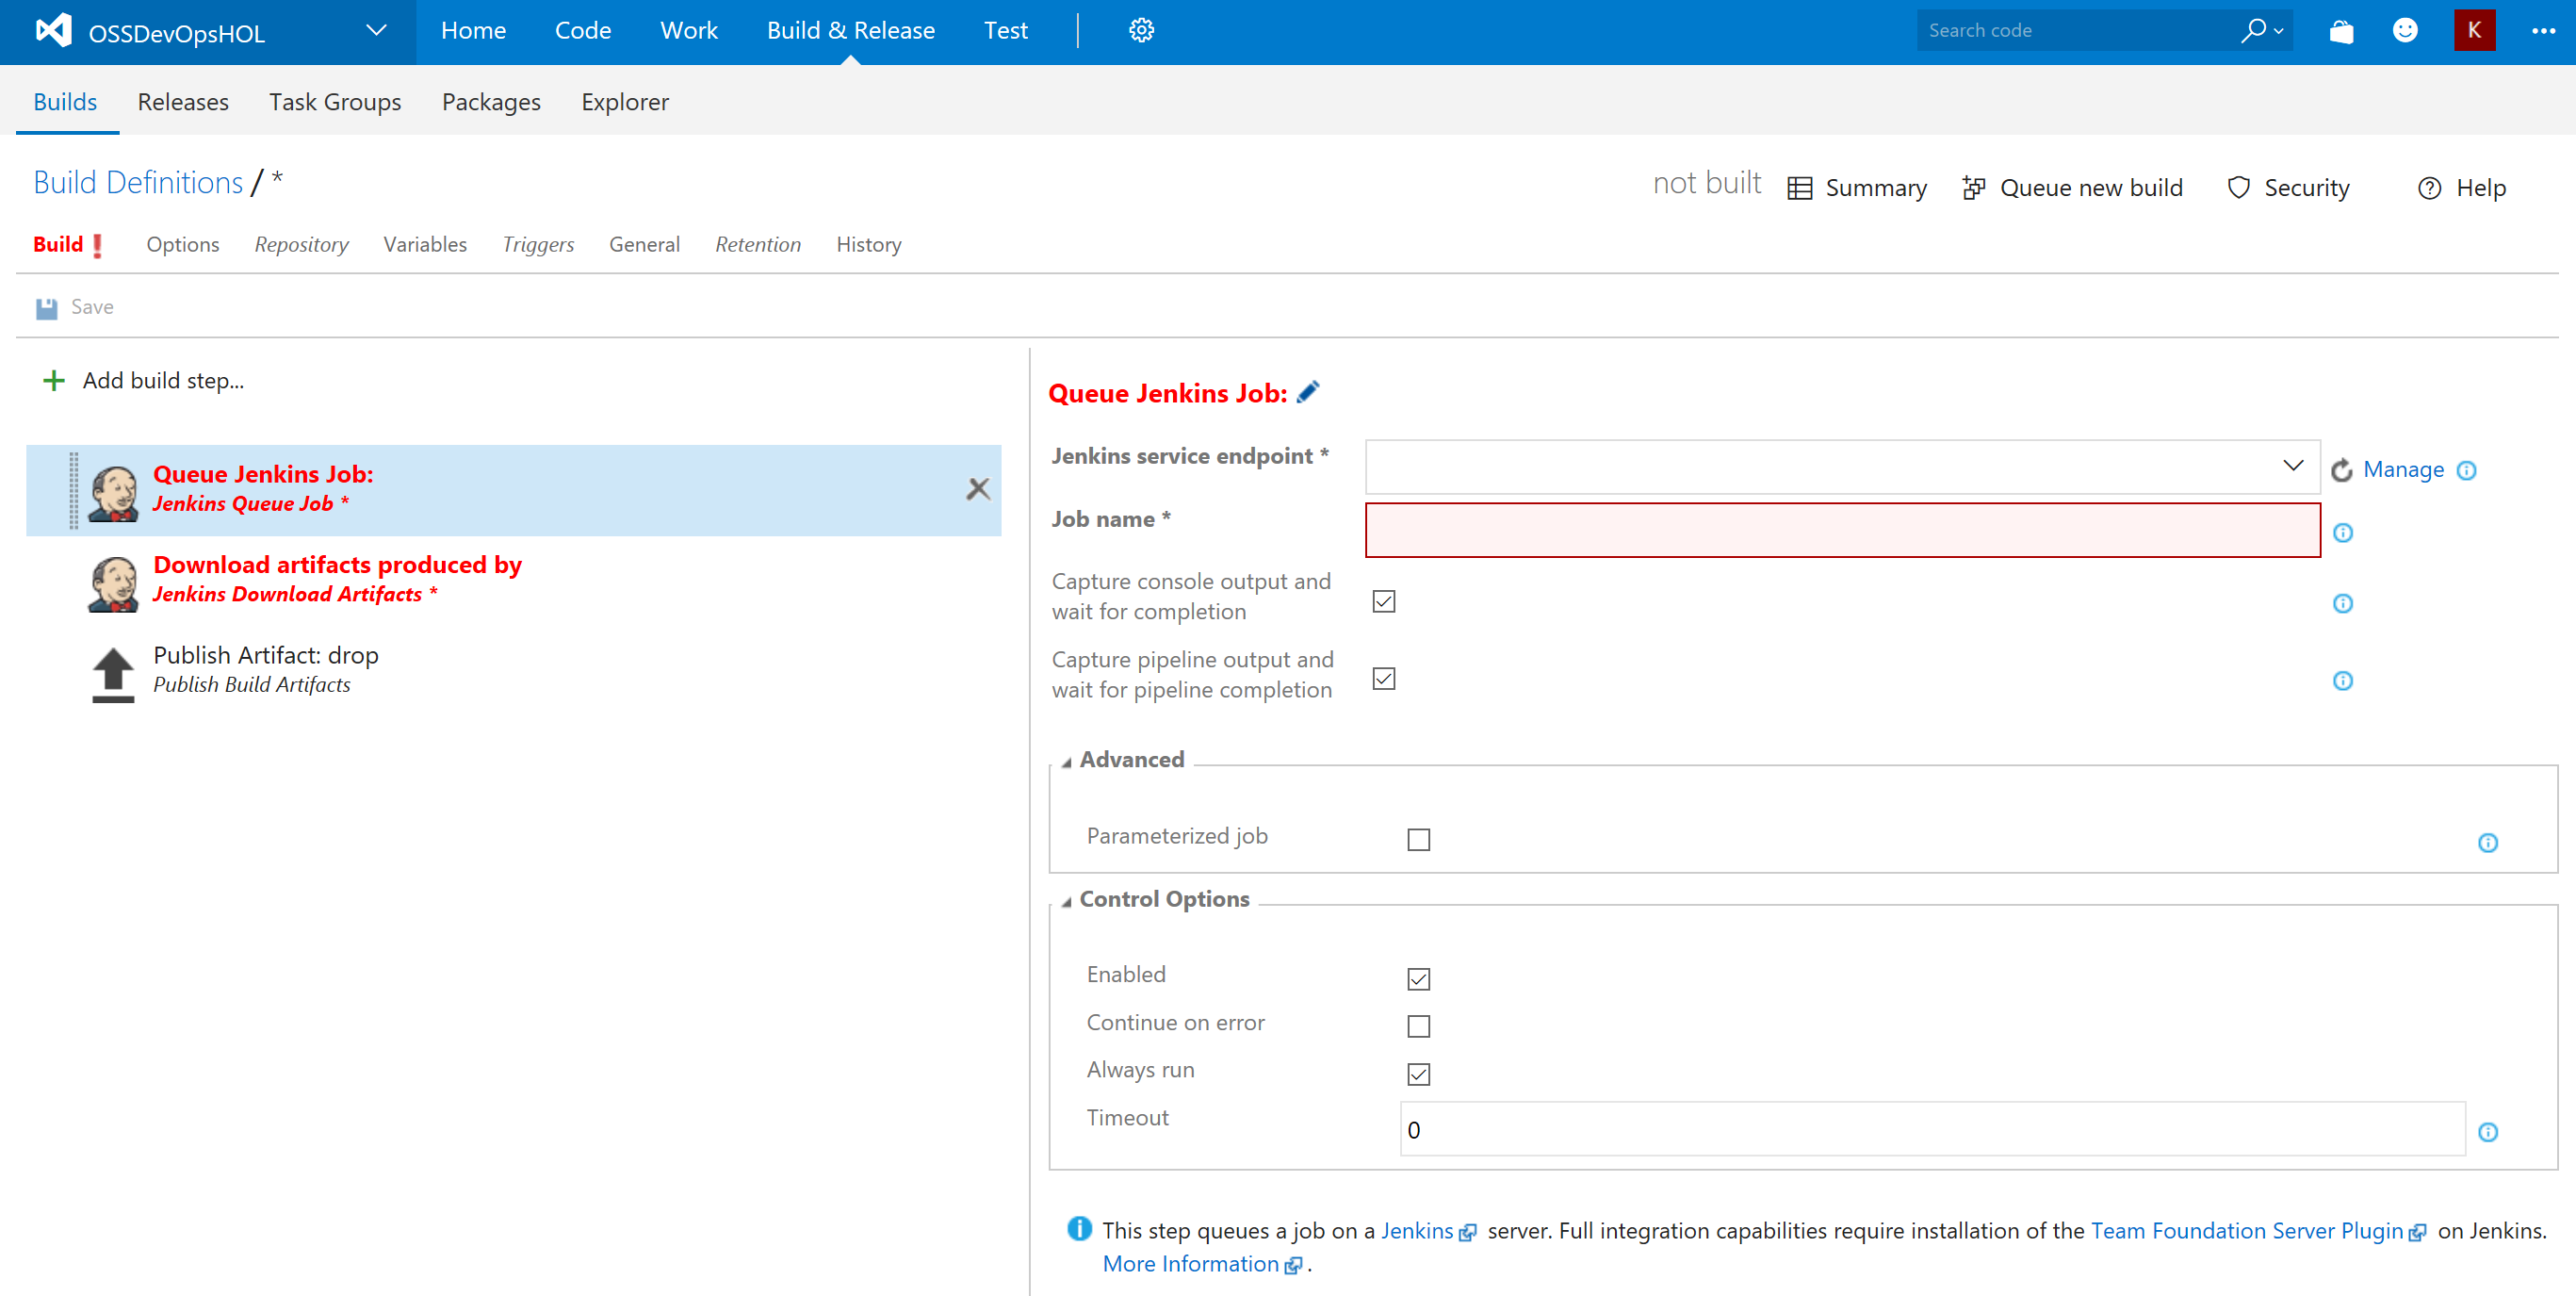 OSSDevOpsHOL Home Code Work Build & Release Test Search code K
Builds Releases Task Groups Packages Explorer
Build Definitions / * not built Summary Queue new build Security Help
Build Options Repository Variables Triggers General Retention History
Save
Add build step...
Queue Jenkins Job:
Jenkins Queue Job *
Download artifacts produced by
Jenkins Download Artifacts *
Publish Artifact: drop
Publish Build Artifacts
Queue Jenkins Job:
Jenkins service endpoint * Manage
Job name *
Capture console output and
wait for completion
Capture pipeline output and
wait for pipeline completion
Advanced
Parameterized job
Control Options
Enabled
Continue on error
Always run
Timeout 0
This step queues a job on a Jenkins server. Full integration capabilities require installation of the Team Foundation Server Plugin on Jenkins.
More Information .